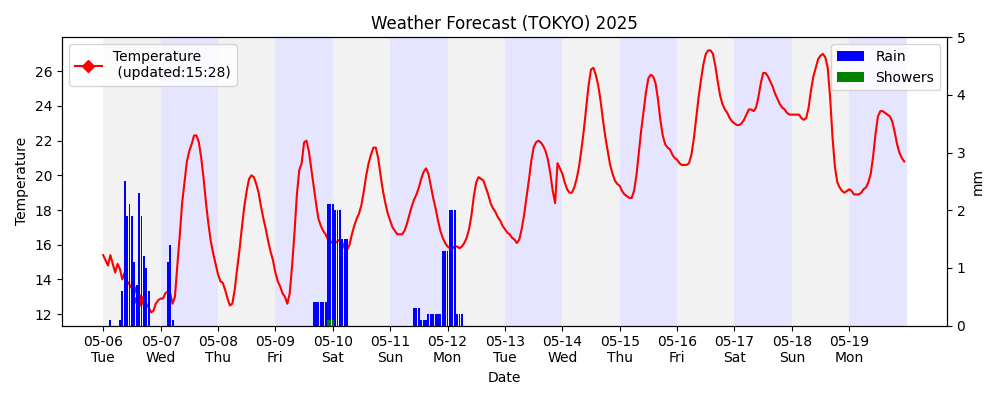 Weather Forecast (TOKYO) 2025
Temperature
(updated:15:28)
Rain
Showers
Temperature
26
24
22
20
18
16
14
12
5
4
3
2
1
0
mm
05-06 05-07 05-08 05-09 05-10 05-11 05-12 05-13 05-14 05-15 05-16 05-17 05-18 05-19
Tue Wed Thu Fri Sat Sun Mon Tue Wed Thu Fri Sat Sun Mon
Date